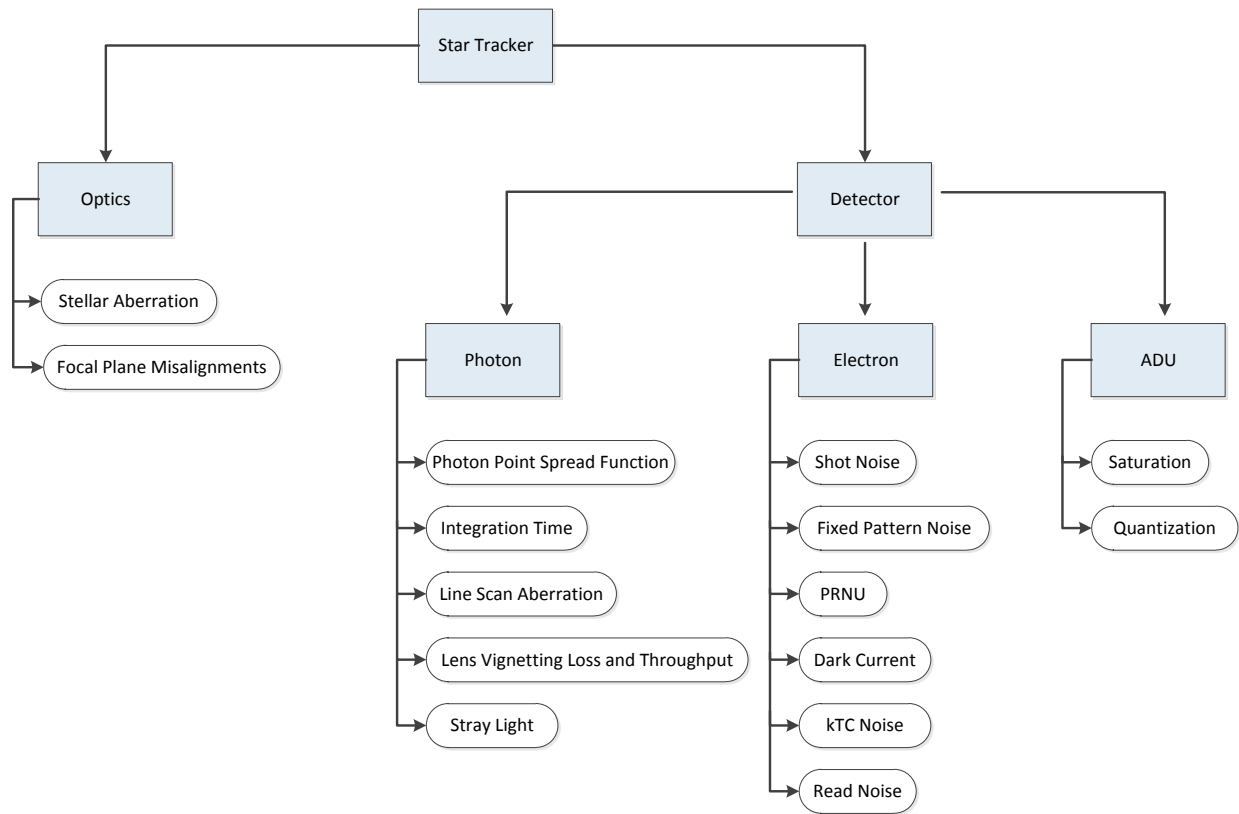 Star Tracker
Optics
Detector
Stellar Aberration
Focal Plane Misalignments
Photon
Electron
ADU
Photon Point Spread Function
Integration Time
Line Scan Aberration
Lens Vignetting Loss and Throughput
Stray Light
Shot Noise
Fixed Pattern Noise
PRNU
Dark Current
kTC Noise
Read Noise
Saturation
Quantization